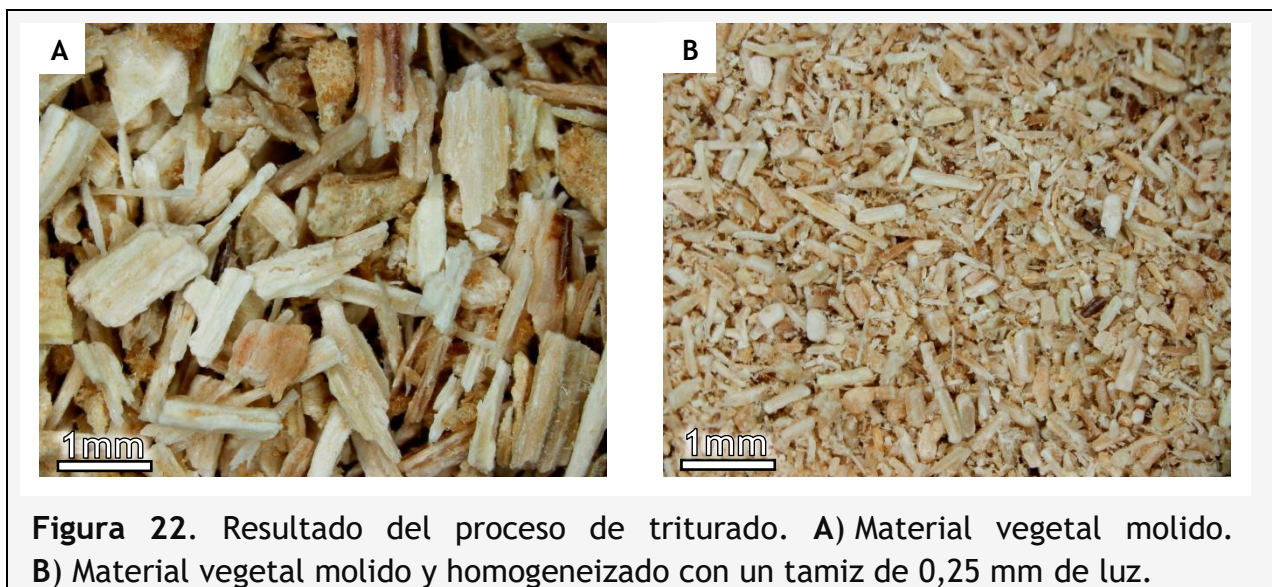 A
B
1mm
1mm
Figura 22. Resultado del proceso de triturado. A) Material vegetal molido.
B) Material vegetal molido y homogeneizado con un tamiz de 0,25 mm de luz.